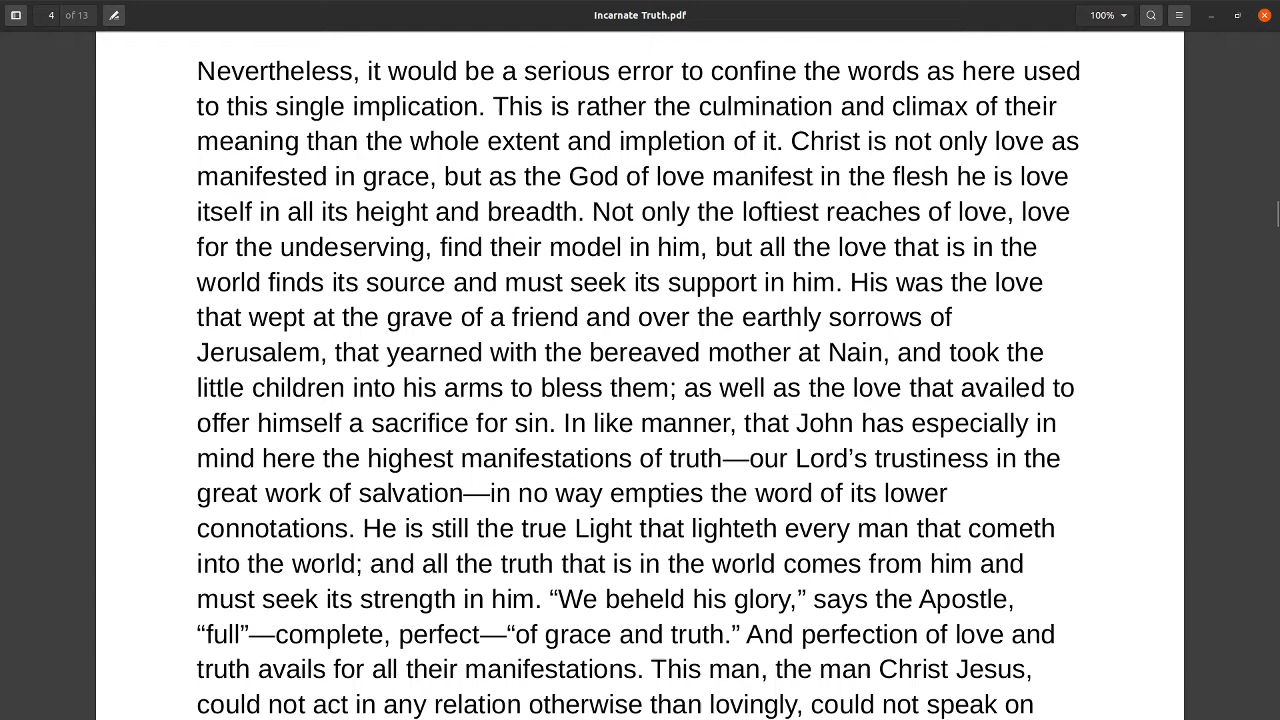 4 of 13
Incarnate Truth.pdf
100%
Nevertheless, it would be a serious error to confine the words as here used
to this single implication. This is rather the culmination and climax of their
meaning than the whole extent and impletion of it. Christ is not only love as
manifested in grace, but as the God of love manifest in the flesh he is love
itself in all its height and breadth. Not only the loftiest reaches of love, love
for the undeserving, find their model in him, but all the love that is in the
world finds its source and must seek its support in him. His was the love
that wept at the grave of a friend and over the earthly sorrows of
Jerusalem, that yearned with the bereaved mother at Nain, and took the
little children into his arms to bless them; as well as the love that availed to
offer himself a sacrifice for sin. In like manner, that John has especially in
mind here the highest manifestations of truth—our Lord’s trustiness in the
great work of salvation—in no way empties the word of its lower
connotations. He is still the true Light that lighteth every man that cometh
into the world; and all the truth that is in the world comes from him and
must seek its strength in him. “We beheld his glory,” says the Apostle,
“full”—complete, perfect—“of grace and truth.” And perfection of love and
truth avails for all their manifestations. This man, the man Christ Jesus,
could not act in any relation otherwise than lovingly, could not speak on